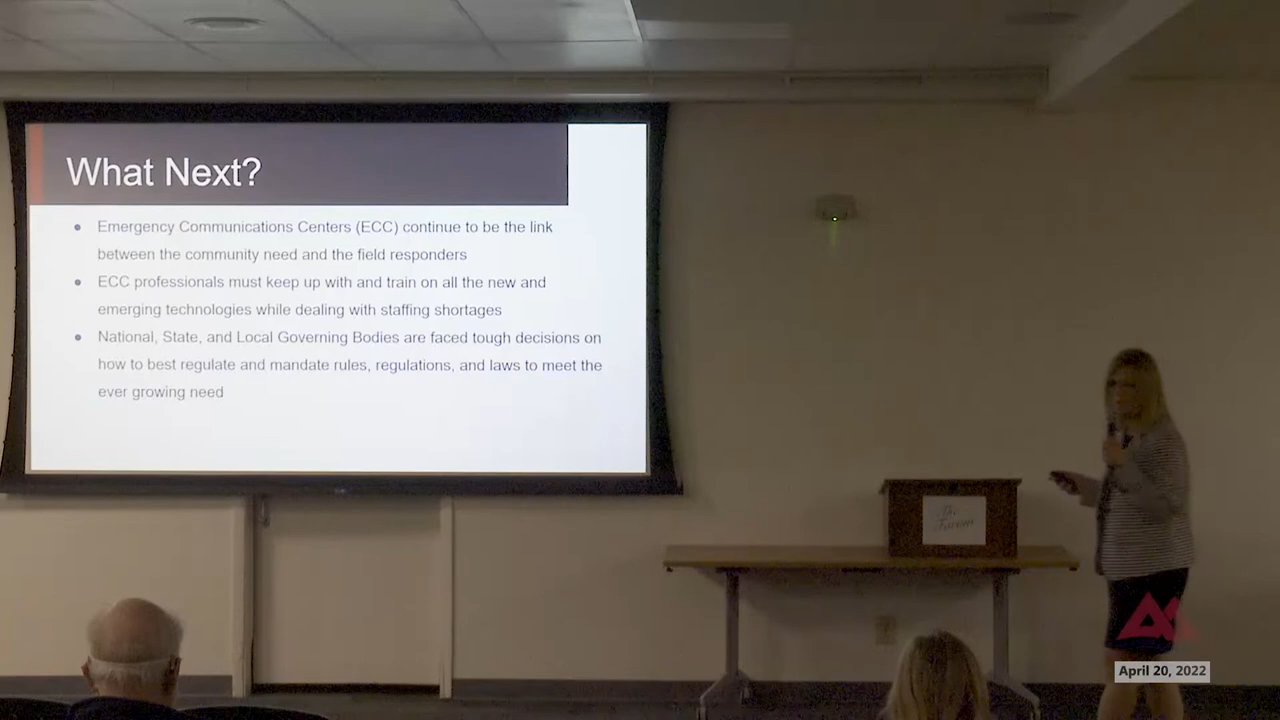 What Next?
Emergency Communications Centers (ECC) continue to be the link
between the community need and the field responders
ECC professionals must keep up with and train on all the new and
emerging technologies while dealing with staffing shortages
National, State, and Local Governing Bodies are faced tough decisions on
how to best regulate and mandate rules, regulations, and laws to meet the
ever growing need
The
Forum
April 20, 2022